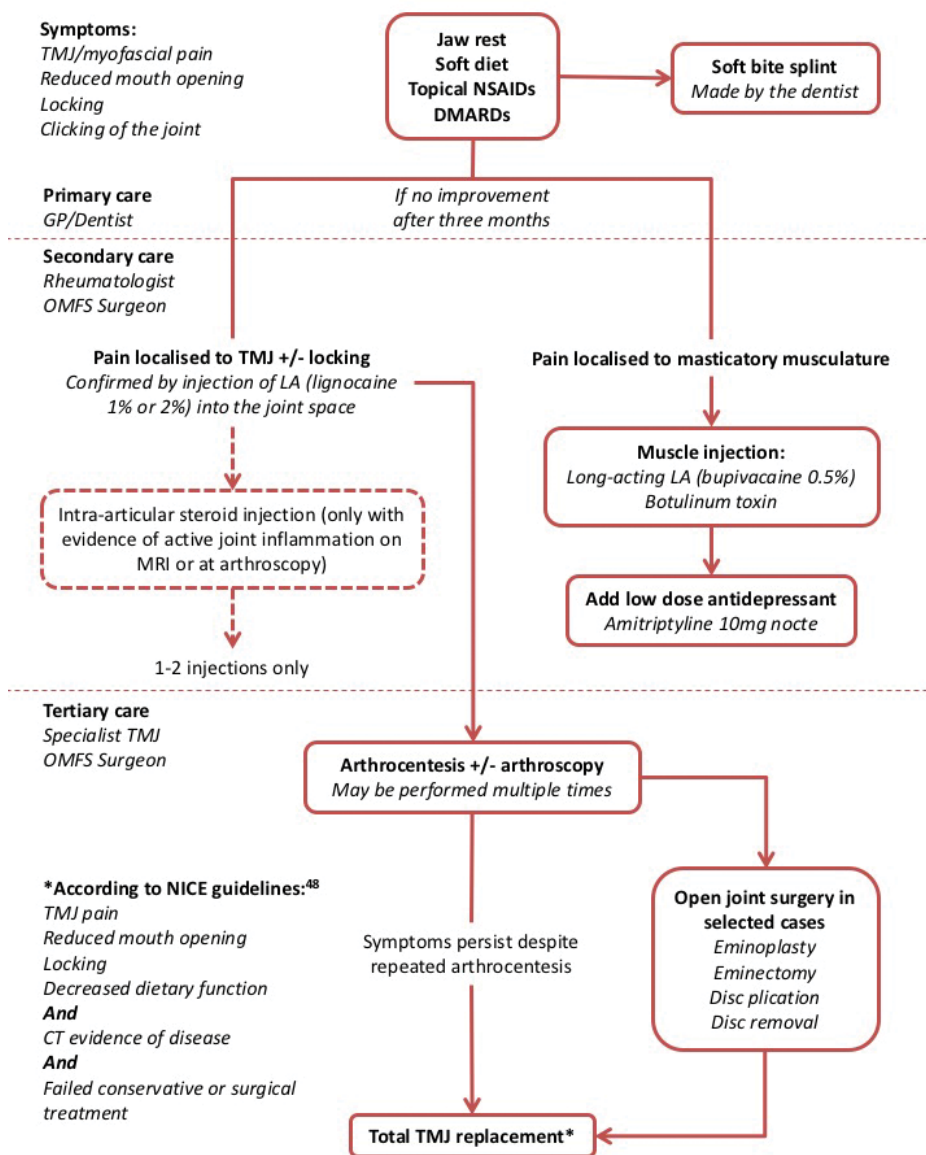 Symptoms:
TMJ/myofascial pain
Reduced mouth opening
Locking
Clicking of the joint
Jaw rest
Soft diet
Topical NSAIDs
DMARDs
Soft bite splint
Made by the dentist
Primary care
GP/Dentist
If no improvement
after three months
Secondary care
Rheumatologist
OMFS Surgeon
Pain localised to TMJ +/- locking
Confirmed by injection of LA (lignocaine
1% or 2%) into the joint space
Intra-articular steroid injection (only with
evidence of active joint inflammation on
MRI or at arthroscopy)
1-2 injections only
Pain localised to masticatory musculature
Muscle injection:
Long-acting LA (bupivacaine 0.5%)
Botulinum toxin
Add low dose antidepressant
Amitriptyline 10mg nocte
Tertiary care
Specialist TMJ
OMFS Surgeon
Arthrocentesis +/- arthroscopy
May be performed multiple times
*According to NICE guidelines:48
TMJ pain
Reduced mouth opening
Locking
Decreased dietary function
And
CT evidence of disease
And
Failed conservative or surgical
treatment
Symptoms persist despite
repeated arthrocentesis
Open joint surgery in
selected cases
Eminoplasty
Eminectomy
Disc plication
Disc removal
Total TMJ replacement*